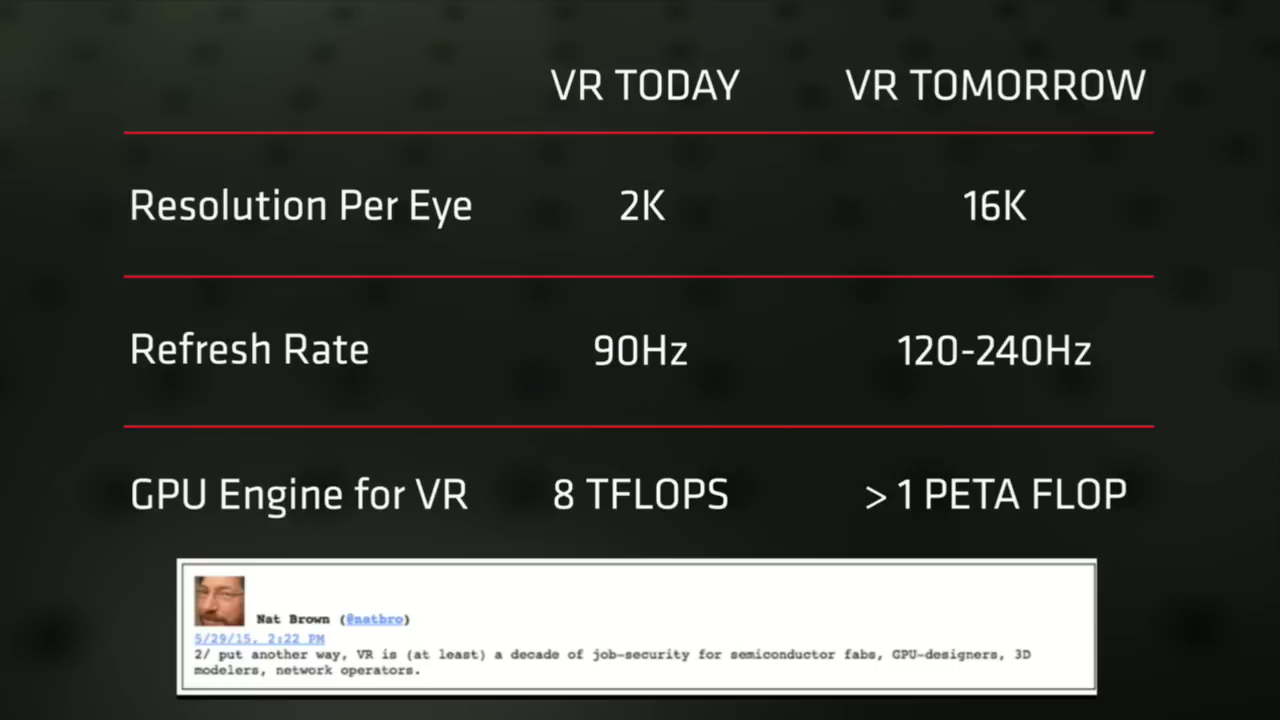 VR TODAY VR TOMORROW
Resolution Per Eye 2K 16K
Refresh Rate 90Hz 120-240Hz
GPU Engine for VR 8 TFLOPS > 1 PETA FLOP
Nat Brown (@natbro)
5/29/15, 2:22 PM
2/ put another way, VR is (at least) a decade of job-security for semiconductor fabs, GPU-designers, 3D
modelers, network operators.